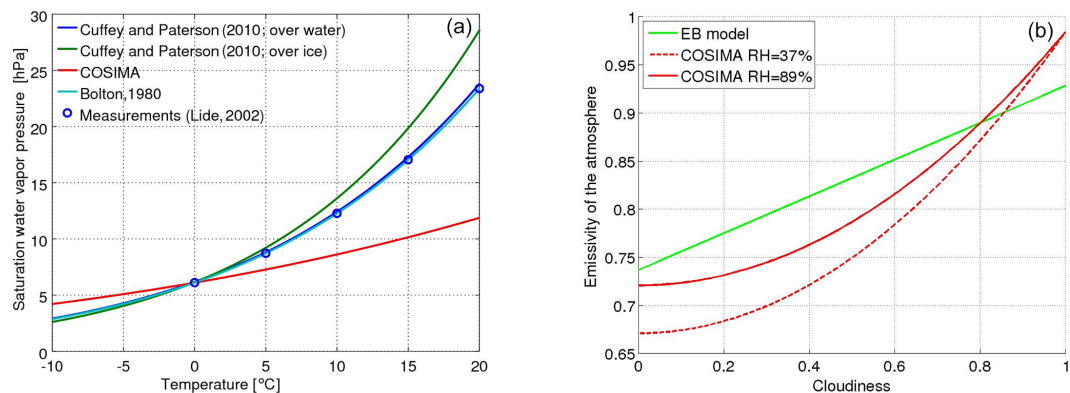 (a)
Cuffey and Paterson (2010; over water)
Cuffey and Paterson (2010; over ice)
COSIMA
Bolton,1980
Measurements (Lide, 2002)
Saturation water vapor pressure [hPa]
30
25
20
15
10
5
0
-10
-5
0
5
10
15
20
Temperature [°C]
(b)
EB model
COSIMA RH=37%
COSIMA RH=89%
Emissivity of the atmosphere
1
0.95
0.9
0.85
0.8
0.75
0.7
0.65
0
0.2
0.4
0.6
0.8
1
Cloudiness